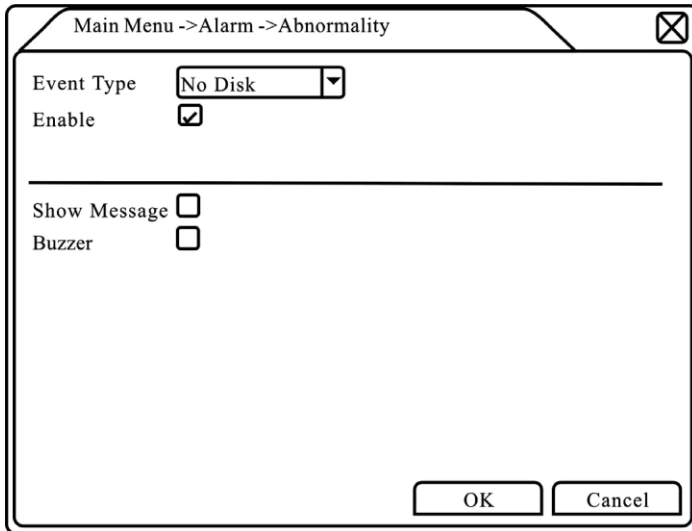 Main Menu ->Alarm ->Abnormality
Event Type No Disk
Enable
Show Message
Buzzer
OK Cancel